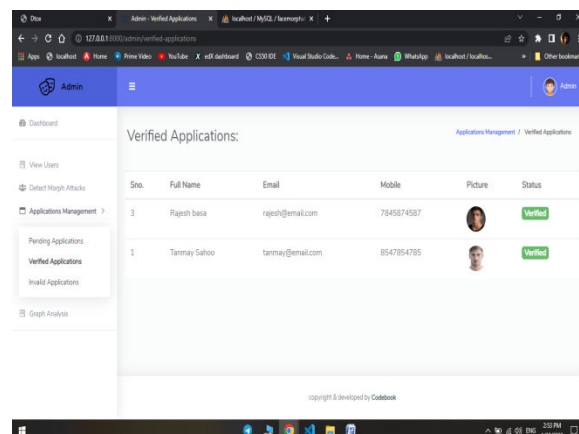 Dtox
Admin - Verified Applications
localhost / MySQL /
127.0.0.1:8000/admin/verified-applications
Apps localhost Home Prime Video YouTube edX dashboard CS50 IDE Visual Studio Code... Home - Asana WhatsApp localhost / localhos... » Other bookmar
Admin
Admin
Dashboard
View Users
Detect Morph Attacks
Applications Management
Pending Applications
Verified Applications
Invalid Applications
Graph Analysis
Verified Applications:
Applications Management / Verified Applications
Sno. Full Name Email Mobile Picture Status
3 Rajesh basa rajesh@email.com 7845874587 Verified
1 Tanmay Sahoo tanmay@email.com 8547854785 Verified
copyright & developed by Codebook
ENG 2:53 PM